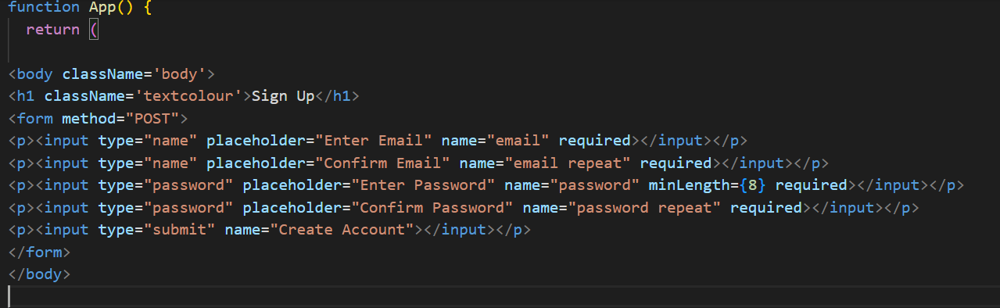 function App() {
return (
<body className='body'>
<h1 className='textcolour'>Sign Up</h1>
<form method="POST">
<p><input type="name" placeholder="Enter Email" name="email" required></input></p>
<p><input type="name" placeholder="Confirm Email" name="email repeat" required></input></p>
<p><input type="password" placeholder="Enter Password" name="password" minLength={8} required></input></p>
<p><input type="password" placeholder="Confirm Password" name="password repeat" required></input></p>
<p><input type="submit" name="Create Account"></input></p>
</form>
</body>